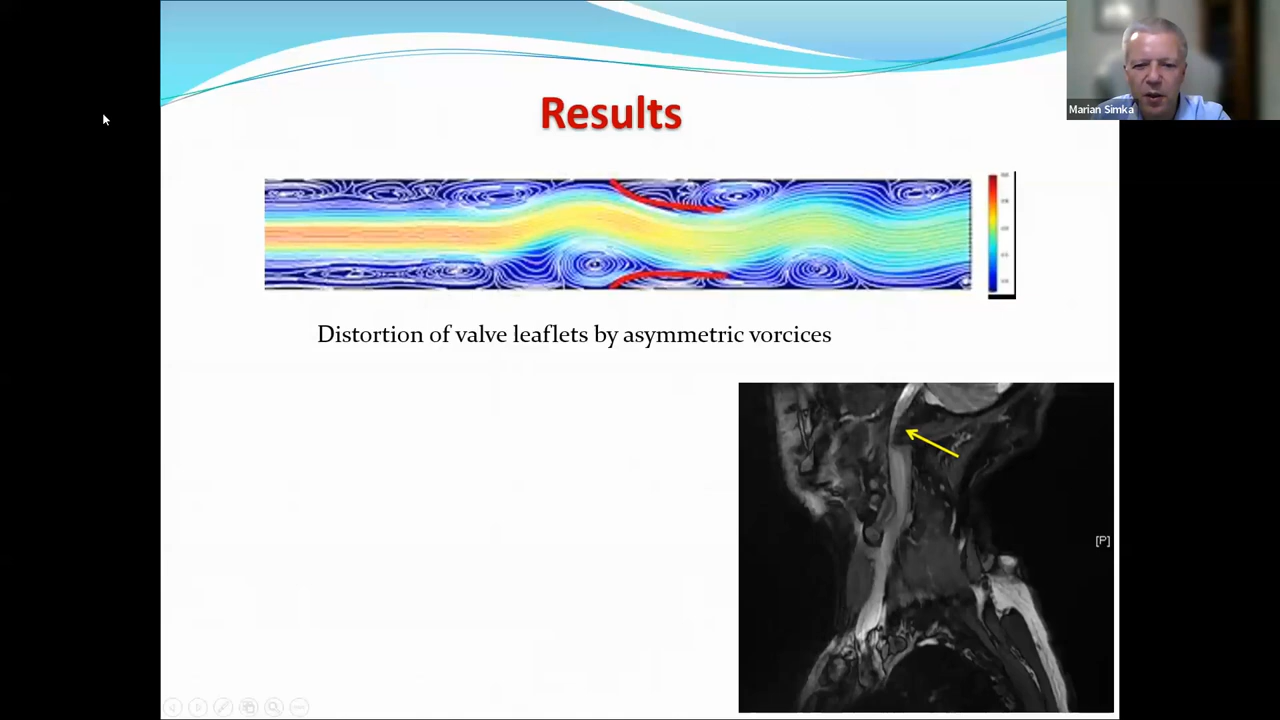 Marian Simka
Results
Distortion of valve leaflets by asymmetric vorcices
[P]